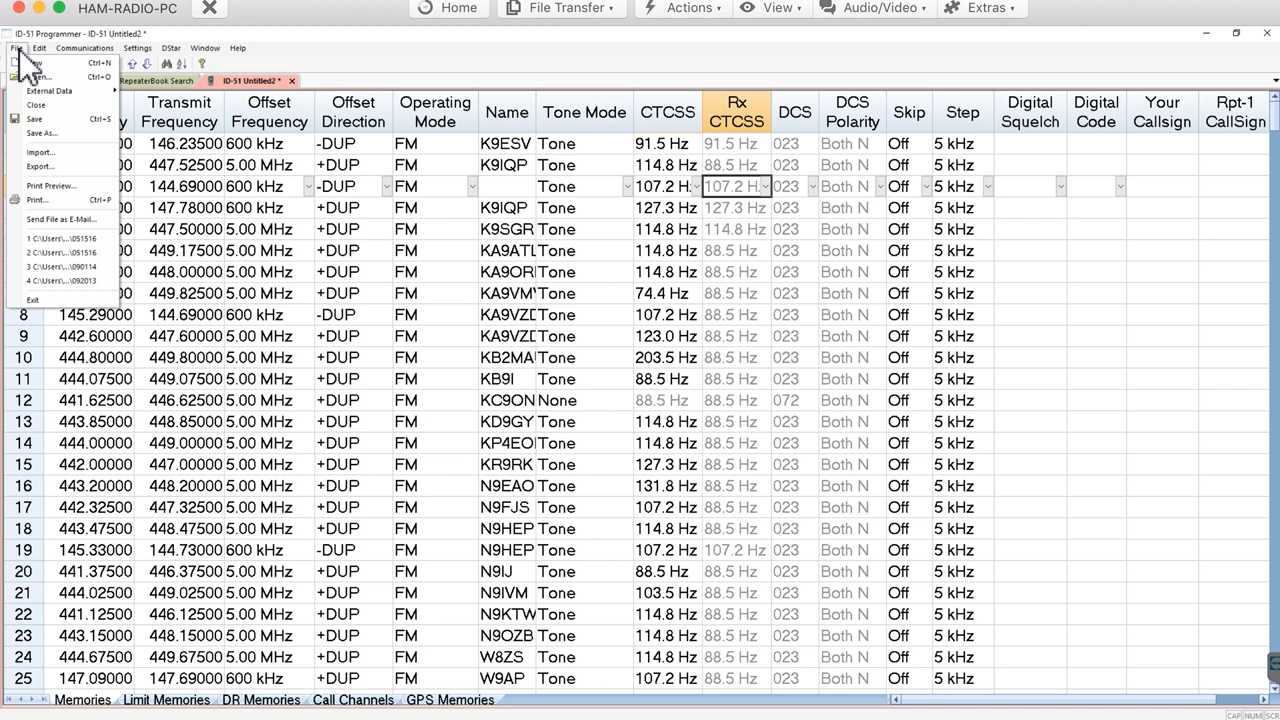 HAM-RADIO-PC Home File Transfer Actions View Audio/Video Extras
ID-51 Programmer - ID-51 Untitled2 *
File Edit Communications Settings DStar Window Help
Ctrl+N
Ctrl+O
External Data
Close
Save Ctrl+S
Save As...
Import...
Export...
Print Preview...
Print... Ctrl+P
Send File as E-Mail...
1 C:\Users\...\051516
2 C:\Users\...\051516
3 C:\Users\...\090114
4 C:\Users\...\092013
Exit
RepeaterBook Search ID-51 Untitled2 *
Transmit Frequency Offset Frequency Offset Direction Operating Mode Name Tone Mode CTCSS Rx CTCSS DCS DCS Polarity Skip Step Digital Squelch Digital Code Your Callsign Rpt-1 CallSign
146.23500 600 kHz -DUP FM K9ESV Tone 91.5 Hz 91.5 Hz 023 Both N Off 5 kHz
447.52500 5.00 MHz +DUP FM K9IQP Tone 114.8 Hz 88.5 Hz 023 Both N Off 5 kHz
144.69000 600 kHz -DUP FM Tone 107.2 Hz 107.2 Hz 023 Both N Off 5 kHz
147.78000 600 kHz +DUP FM K9IQP Tone 127.3 Hz 127.3 Hz 023 Both N Off 5 kHz
447.50000 5.00 MHz +DUP FM K9SGR Tone 114.8 Hz 114.8 Hz 023 Both N Off 5 kHz
449.17500 5.00 MHz +DUP FM KA9ATL Tone 114.8 Hz 88.5 Hz 023 Both N Off 5 kHz
448.00000 5.00 MHz +DUP FM KA9OR Tone 114.8 Hz 88.5 Hz 023 Both N Off 5 kHz
449.82500 5.00 MHz +DUP FM KA9VM Tone 74.4 Hz 88.5 Hz 023 Both N Off 5 kHz
8 145.29000 144.69000 600 kHz -DUP FM KA9VZ Tone 107.2 Hz 88.5 Hz 023 Both N Off 5 kHz
9 442.60000 447.60000 5.00 MHz +DUP FM KA9VZ Tone 123.0 Hz 88.5 Hz 023 Both N Off 5 kHz
10 444.80000 449.80000 5.00 MHz +DUP FM KB2MA Tone 203.5 Hz 88.5 Hz 023 Both N Off 5 kHz
11 444.07500 449.07500 5.00 MHz +DUP FM KB9I Tone 88.5 Hz 88.5 Hz 023 Both N Off 5 kHz
12 441.62500 446.62500 5.00 MHz +DUP FM KC9ON None 88.5 Hz 88.5 Hz 072 Both N Off 5 kHz
13 443.85000 448.85000 5.00 MHz +DUP FM KD9GY Tone 114.8 Hz 88.5 Hz 023 Both N Off 5 kHz
14 444.00000 449.00000 5.00 MHz +DUP FM KP4EO Tone 114.8 Hz 88.5 Hz 023 Both N Off 5 kHz
15 442.00000 447.00000 5.00 MHz +DUP FM KR9RK Tone 127.3 Hz 88.5 Hz 023 Both N Off 5 kHz
16 443.20000 448.20000 5.00 MHz +DUP FM N9EAO Tone 131.8 Hz 88.5 Hz 023 Both N Off 5 kHz
17 442.32500 447.32500 5.00 MHz +DUP FM N9FJS Tone 107.2 Hz 88.5 Hz 023 Both N Off 5 kHz
18 443.47500 448.47500 5.00 MHz +DUP FM N9HEP Tone 114.8 Hz 88.5 Hz 023 Both N Off 5 kHz
19 145.33000 144.73000 600 kHz -DUP FM N9HEP Tone 107.2 Hz 107.2 Hz 023 Both N Off 5 kHz
20 441.37500 446.37500 5.00 MHz +DUP FM N9IJ Tone 88.5 Hz 88.5 Hz 023 Both N Off 5 kHz
21 444.02500 449.02500 5.00 MHz +DUP FM N9IVM Tone 103.5 Hz 88.5 Hz 023 Both N Off 5 kHz
22 441.12500 446.12500 5.00 MHz +DUP FM N9KTW Tone 114.8 Hz 88.5 Hz 023 Both N Off 5 kHz
23 443.15000 448.15000 5.00 MHz +DUP FM N9OZB Tone 114.8 Hz 88.5 Hz 023 Both N Off 5 kHz
24 444.67500 449.67500 5.00 MHz +DUP FM W8ZS Tone 114.8 Hz 88.5 Hz 023 Both N Off 5 kHz
25 147.09000 147.69000 600 kHz +DUP FM W9AP Tone 107.2 Hz 88.5 Hz 023 Both N Off 5 kHz
Memories Limit Memories DR Memories Call Channels GPS Memories
CAP NUM SCR